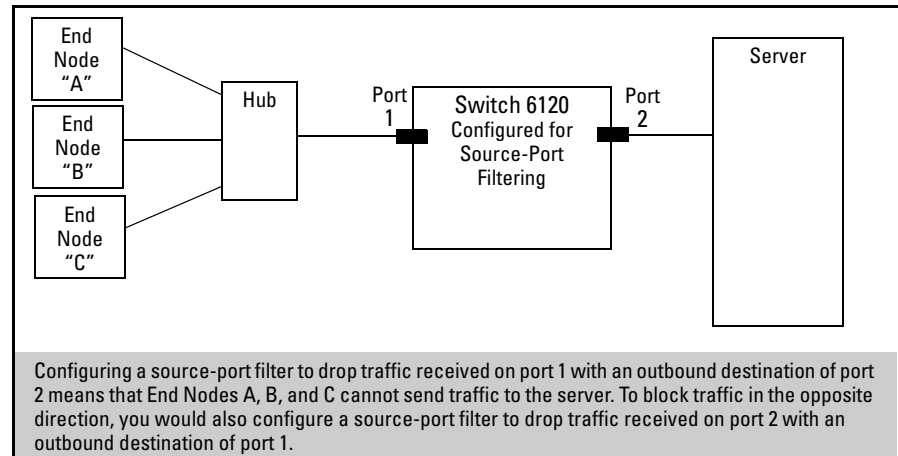 End
Node
"A"
End
Node
"B"
End
Node
"C"
Hub
Port
1
Switch 6120
Configured for
Source-Port
Filtering
Port
2
Server
Configuring a source-port filter to drop traffic received on port 1 with an outbound destination of port
2 means that End Nodes A, B, and C cannot send traffic to the server. To block traffic in the opposite
direction, you would also configure a source-port filter to drop traffic received on port 2 with an
outbound destination of port 1.